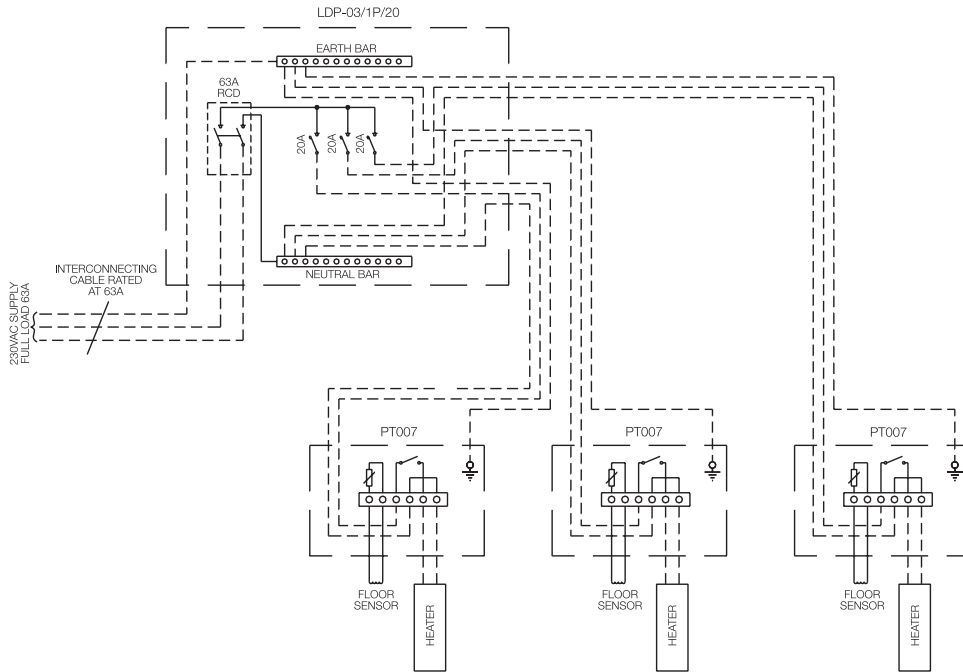 LDP-03/1P/20
EARTH BAR
63A
RCD
20A
20A
20A
NEUTRAL BAR
INTERCONNECTING
CABLE RATED
AT 63A
230VAC SUPPLY
FULL LOAD 63A
PT007
PT007
PT007
FLOOR
SENSOR
HEATER
FLOOR
SENSOR
HEATER
FLOOR
SENSOR
HEATER